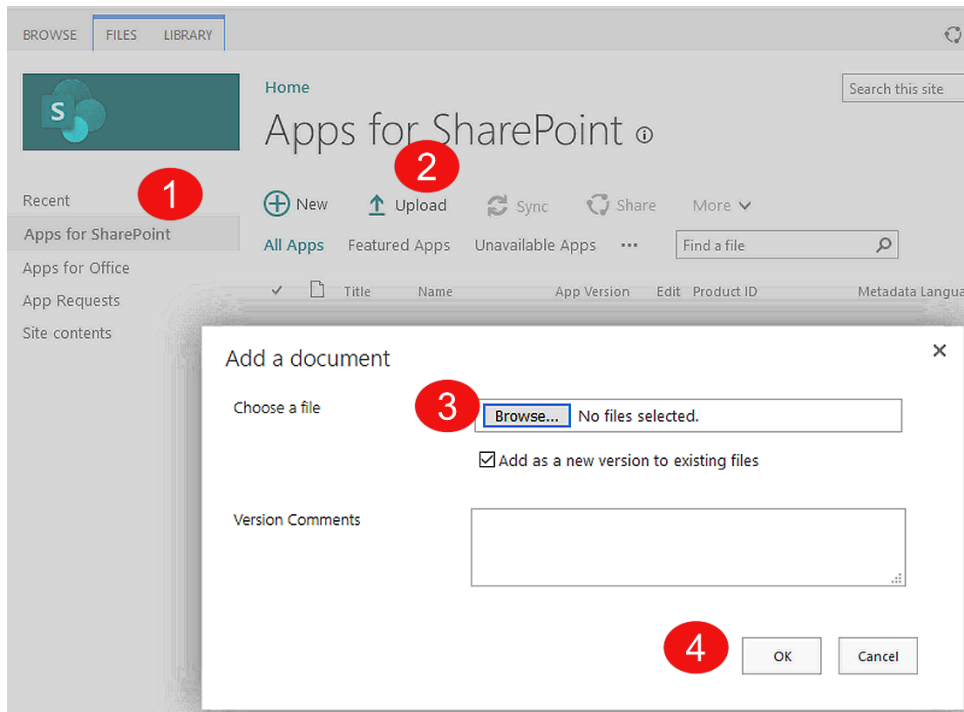 BROWSE FILES LIBRARY
S
Home
Search this site
Apps for SharePoint
2
1
Recent
New Upload Sync Share More
Apps for SharePoint
All Apps Featured Apps Unavailable Apps ... Find a file
Apps for Office
Title Name App Version Edit Product ID Metadata Langua
App Requests
Site contents
Add a document
Choose a file
3
Browse... No files selected.
Add as a new version to existing files
Version Comments
4
OK Cancel